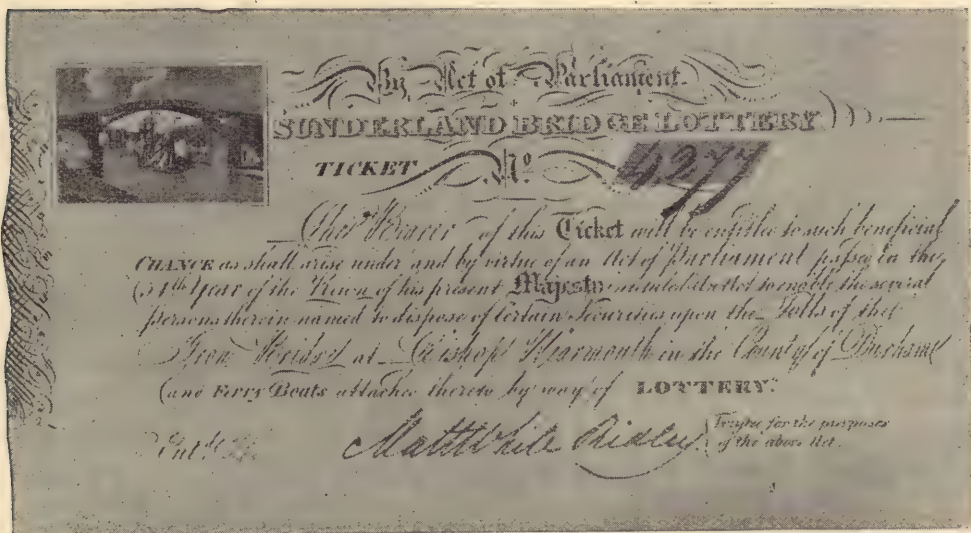 By Act of Parliament.
SUNDERLAND BRIDGE LOTTERY
TICKET No 4277
The Bearer of this Ticket will be entitled to such beneficial
CHANCE as shall arise under and by virtue of an Act of Parliament passed in the
Year of the Reign of his present Majesty intituled An Act to enable the several
persons therein named to dispose of certain Securities upon the Tolls of the
Iron Bridge at Bishop Wearmouth in the County of Durham
(and Ferry Boats attached thereto by way of LOTTERY.
Entd.
Matt White Ridley Trustee for the purposes
of the above Act.